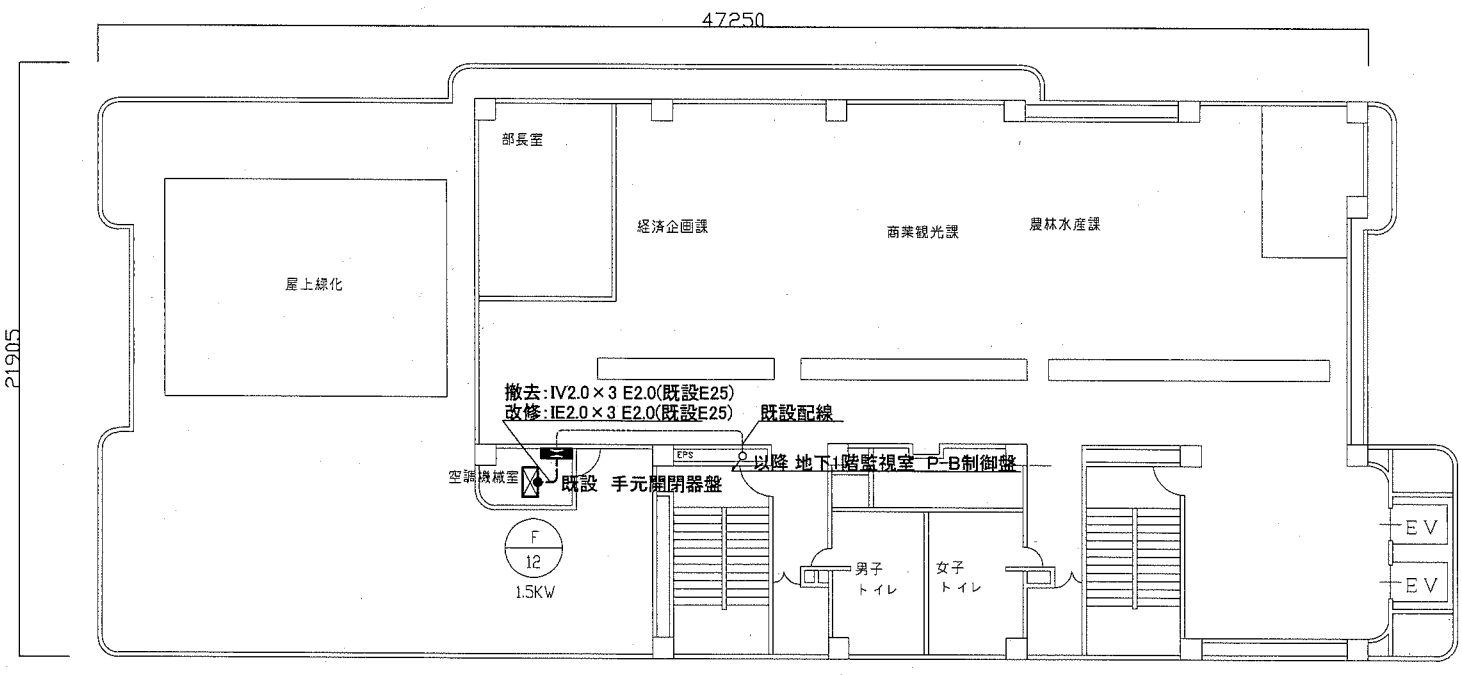 47250
21905
部長室
経済企画課
商業観光課
農林水産課
屋上緑化
撤去:IV2.0×3 E2.0(既設E25)
改修:IE2.0×3 E2.0(既設E25)
既設配線
EPS
以降 地下1階監視室 P-B制御盤
空調機械室
既設 手元開閉器盤
F
12
1.5KW
男子
トイレ
女子
トイレ
EV
EV